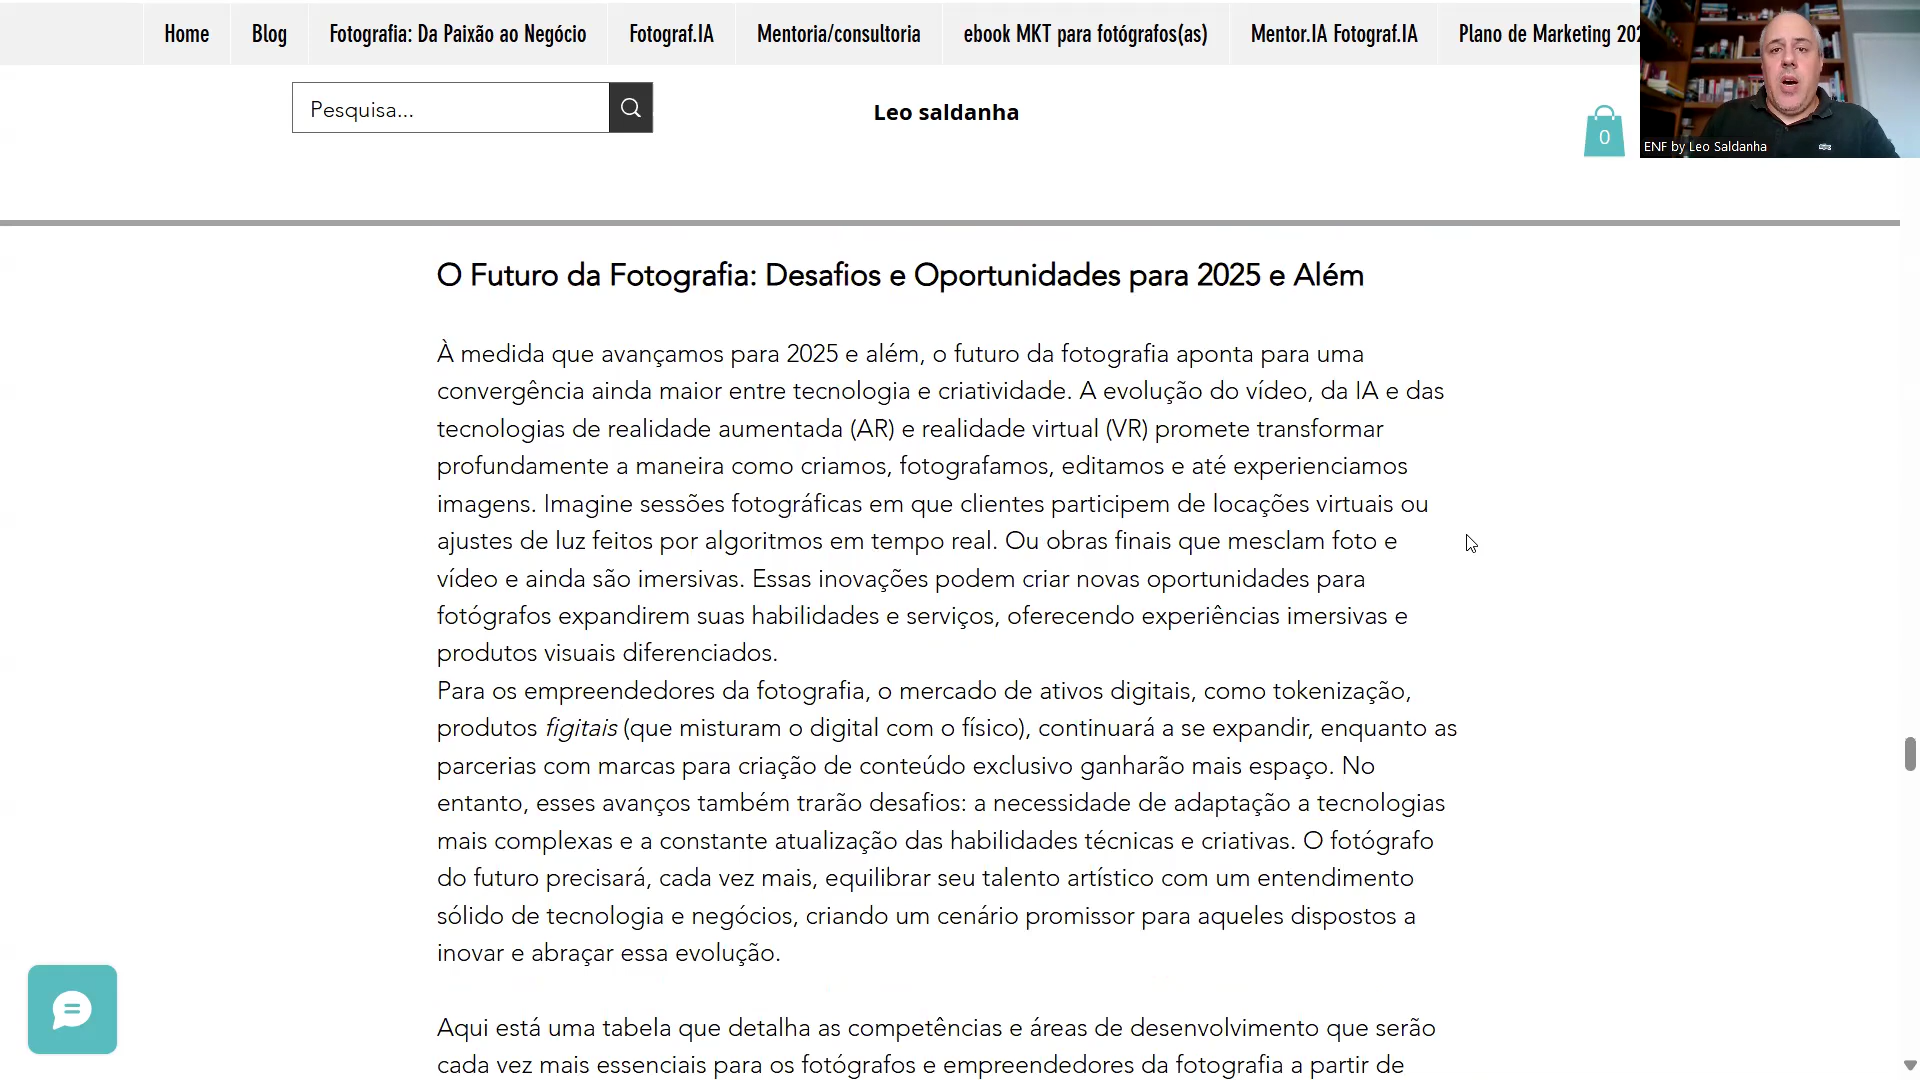 Home Blog Fotografia: Da Paixão ao Negócio Fotograf.IA Mentoria/consultoria ebook MKT para fotógrafos(as) Mentor.IA Fotograf.IA Plano de Marketing
Pesquisa...
Leo saldanha
0
ENF by Leo Saldanha
O Futuro da Fotografia: Desafios e Oportunidades para 2025 e Além
À medida que avançamos para 2025 e além, o futuro da fotografia aponta para uma
convergência ainda maior entre tecnologia e criatividade. A evolução do vídeo, da IA e das
tecnologias de realidade aumentada (AR) e realidade virtual (VR) promete transformar
profundamente a maneira como criamos, fotografamos, editamos e até experienciamos
imagens. Imagine sessões fotográficas em que clientes participem de locações virtuais ou
ajustes de luz feitos por algoritmos em tempo real. Ou obras finais que mesclam foto e
vídeo e ainda são imersivas. Essas inovações podem criar novas oportunidades para
fotógrafos expandirem suas habilidades e serviços, oferecendo experiências imersivas e
produtos visuais diferenciados.
Para os empreendedores da fotografia, o mercado de ativos digitais, como tokenização,
produtos figitais (que misturam o digital com o físico), continuará a se expandir, enquanto as
parcerias com marcas para criação de conteúdo exclusivo ganharão mais espaço. No
entanto, esses avanços também trarão desafios: a necessidade de adaptação a tecnologias
mais complexas e a constante atualização das habilidades técnicas e criativas. O fotógrafo
do futuro precisará, cada vez mais, equilibrar seu talento artístico com um entendimento
sólido de tecnologia e negócios, criando um cenário promissor para aqueles dispostos a
inovar e abraçar essa evolução.
Aqui está uma tabela que detalha as competências e áreas de desenvolvimento que serão
cada vez mais essenciais para os fotógrafos e empreendedores da fotografia a partir de